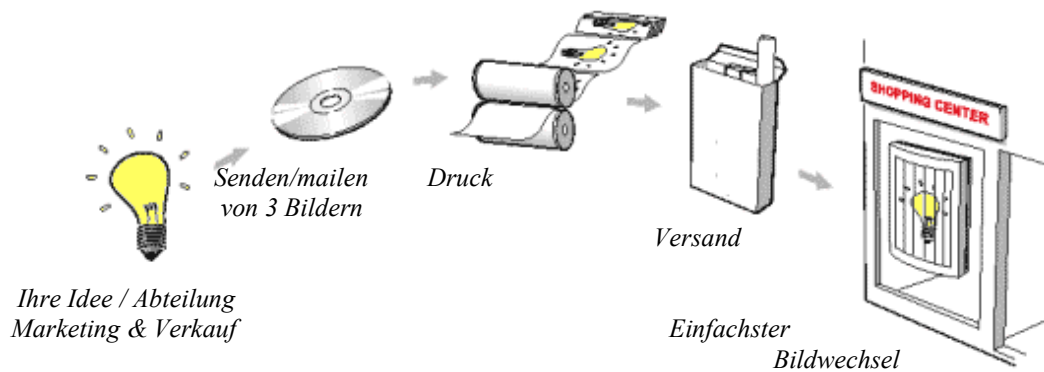 SHOPPING CENTER
Senden/mailen
von 3 Bildern
Druck
Versand
Ihre Idee / Abteilung
Marketing & Verkauf
Einfachster
Bildwechsel